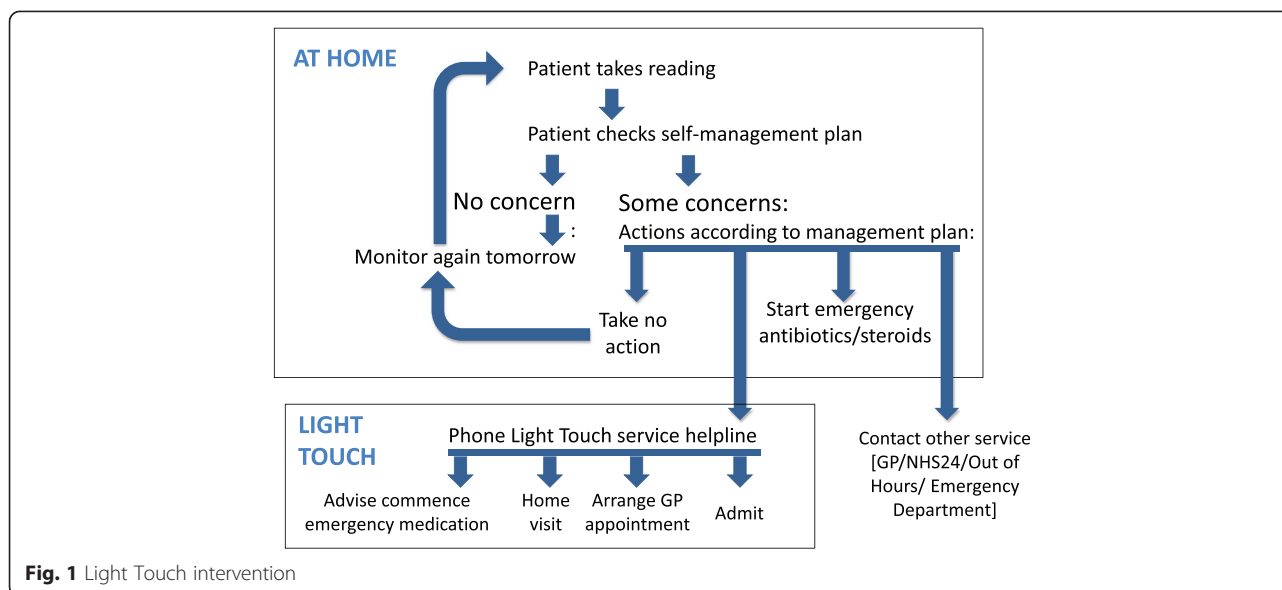 AT HOME
Patient takes reading
Patient checks self-management plan
No concern
:
Some concerns:
Actions according to management plan:
Monitor again tomorrow
Take no
action
Start emergency
antibiotics/steroids
LIGHT
TOUCH
Phone Light Touch service helpline
Advise commence
emergency medication
Home
visit
Arrange GP
appointment
Admit
Contact other service
[GP/NHS24/Out of
Hours/ Emergency
Department]
Fig. 1 Light Touch intervention